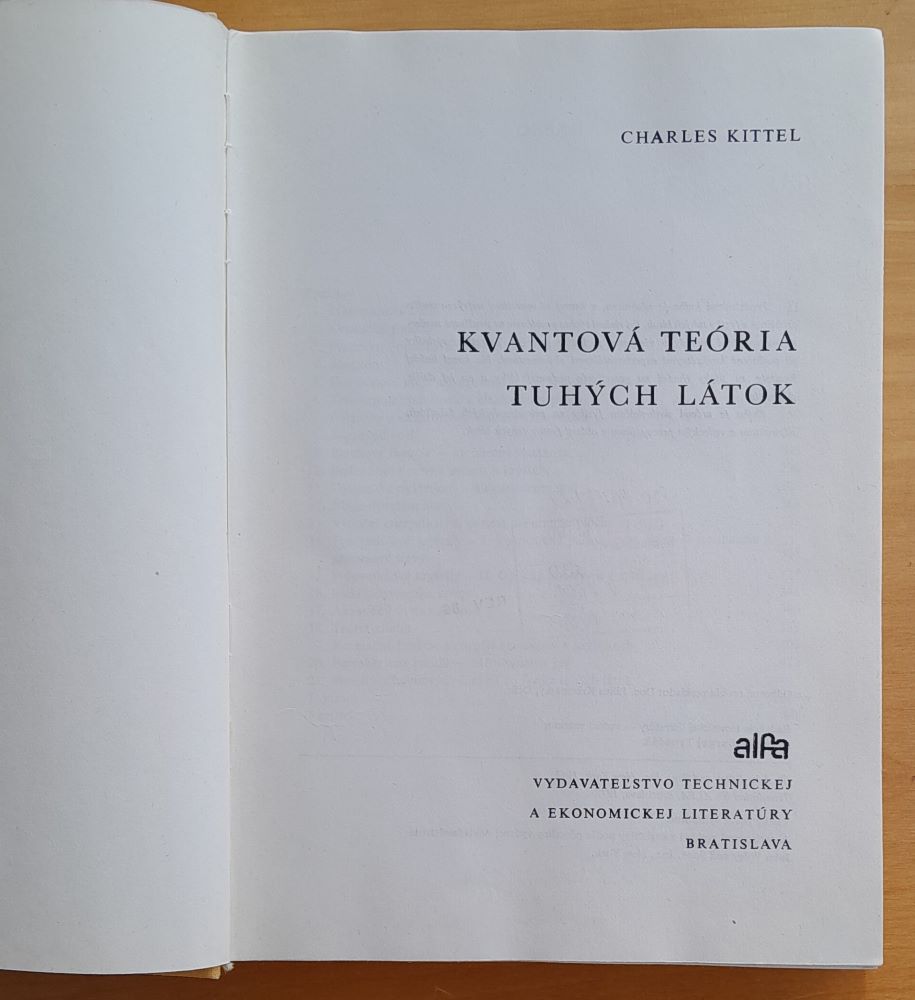 CHARLES KITTEL
KVANTOVÁ TEÓRIA
TUHÝCH LÁTOK
alfa
VYDAVATEĽSTVO TECHNICKEJ
A EKONOMICKEJ LITERATÚRY
BRATISLAVA